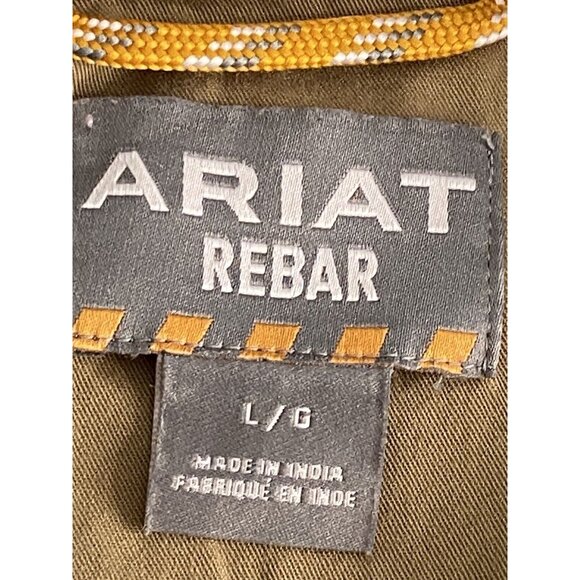 ARIAT
REBAR
L/G
MADE IN INDIA
FABRIQUÉ EN INDE